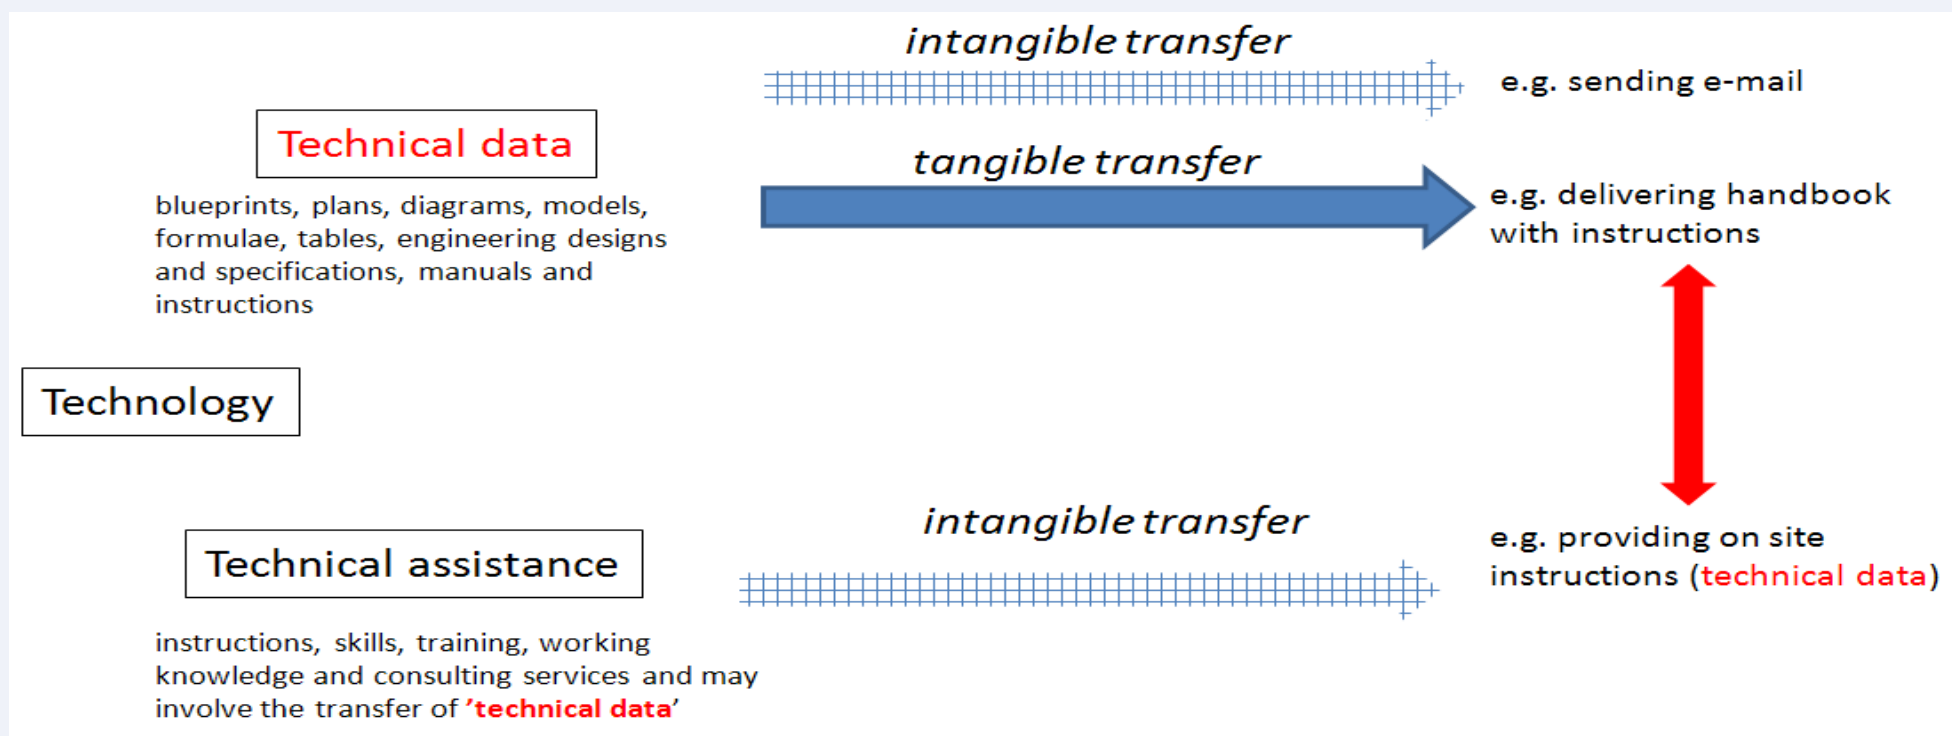 intangible transfer
e.g. sending e-mail
Technical data
tangible transfer
blueprints, plans, diagrams, models,
formulae, tables, engineering designs
and specifications, manuals and
instructions
e.g. delivering handbook
with instructions
Technology
intangible transfer
Technical assistance
e.g. providing on site
instructions (technical data)
instructions, skills, training, working
knowledge and consulting services and may
involve the transfer of ’technical data’